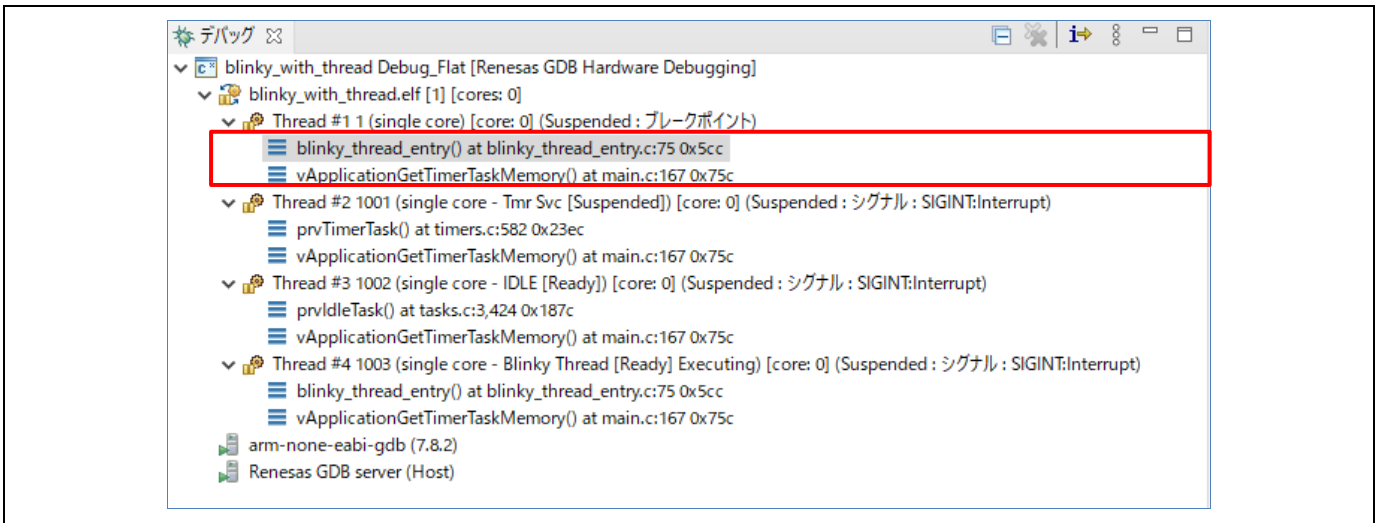 デバッグ
blinky_with_thread Debug_Flat [Renesas GDB Hardware Debugging]
blinky_with_thread.elf [1] [cores: 0]
Thread #1 1 (single core) [core: 0] (Suspended : ブレークポイント)
blinky_thread_entry() at blinky_thread_entry.c:75 0x5cc
vApplicationGetTimerTaskMemory() at main.c:167 0x75c
Thread #2 1001 (single core - Tmr Svc [Suspended]) [core: 0] (Suspended : シグナル : SIGINT:Interrupt)
prvTimerTask() at timers.c:582 0x23ec
vApplicationGetTimerTaskMemory() at main.c:167 0x75c
Thread #3 1002 (single core - IDLE [Ready]) [core: 0] (Suspended : シグナル : SIGINT:Interrupt)
prvIdleTask() at tasks.c:3,424 0x187c
vApplicationGetTimerTaskMemory() at main.c:167 0x75c
Thread #4 1003 (single core - Blinky Thread [Ready] Executing) [core: 0] (Suspended : シグナル : SIGINT:Interrupt)
blinky_thread_entry() at blinky_thread_entry.c:75 0x5cc
vApplicationGetTimerTaskMemory() at main.c:167 0x75c
arm-none-eabi-gdb (7.8.2)
Renesas GDB server (Host)